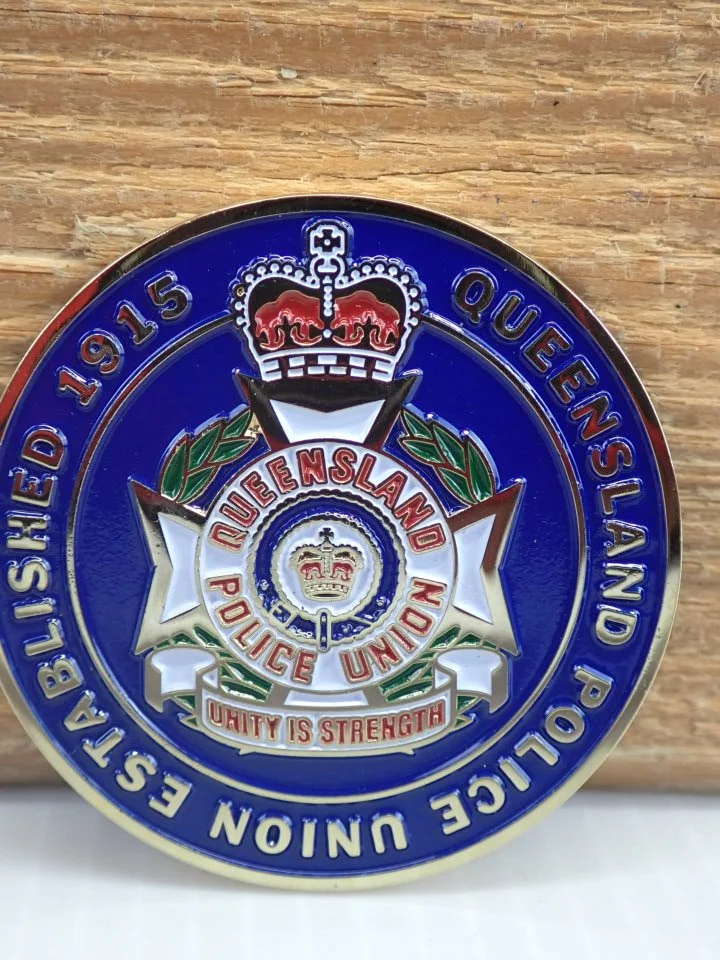 QUEENSLAND POLICE UNION ESTABLISHED 1915
QUEENSLAND
POLICE UNION
UNITY IS STRENGTH